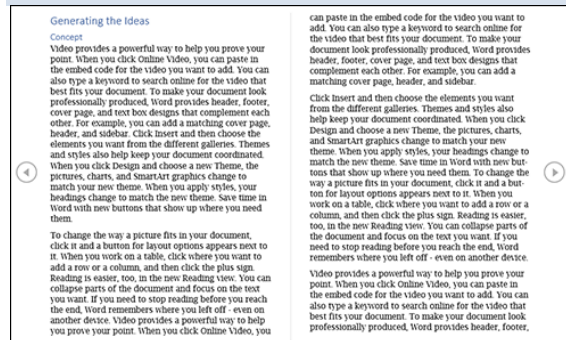 Generating the Ideas
Concept
Video provides a powerful way to help you prove your
point. When you click Online Video, you can paste in
the embed code for the video you want to add. You can
also type a keyword to search online for the video that
best fits your document. To make your document look
professionally produced, Word provides header, footer,
cover page, and text box designs that complement each
other. For example, you can add a matching cover page,
header, and sidebar. Click Insert and then choose the
elements you want from the different galleries. Themes
and styles also help keep your document coordinated.
When you click Design and choose a new Theme, the
pictures, charts, and SmartArt graphics change to
match your new theme. When you apply styles, your
headings change to match the new theme. Save time in
Word with new buttons that show up where you need
them.
To change the way a picture fits in your document,
click it and a button for layout options appears next to
it. When you work on a table, click where you want to
add a row or a column, and then click the plus sign.
Reading is easier, too, in the new Reading view. You can
collapse parts of the document and focus on the text
you want. If you need to stop reading before you reach
the end, Word remembers where you left off - even on
another device. Video provides a powerful way to help
you prove your point. When you click Online Video, you
can paste in the embed code for the video you want to
add. You can also type a keyword to search online for
the video that best fits your document. To make your
document look professionally produced, Word provides
header, footer, cover page, and text box designs that
complement each other. For example, you can add a
matching cover page, header, and sidebar.
Click Insert and then choose the elements you want
from the different galleries. Themes and styles also
help keep your document coordinated. When you click
Design and choose a new Theme, the pictures, charts,
and SmartArt graphics change to match your new
theme. When you apply styles, your headings change to
match the new theme. Save time in Word with new but-
tons that show up where you need them. To change the
way a picture fits in your document, click it and a but-
ton for layout options appears next to it. When you
work on a table, click where you want to add a row or a
column, and then click the plus sign. Reading is easier,
too, in the new Reading view. You can collapse parts of
the document and focus on the text you want. If you
need to stop reading before you reach the end, Word
remembers where you left off - even on another device.
Video provides a powerful way to help you prove your
point. When you click Online Video, you can paste in
the embed code for the video you want to add. You can
also type a keyword to search online for the video that
best fits your document. To make your document look
professionally produced, Word provides header, footer,